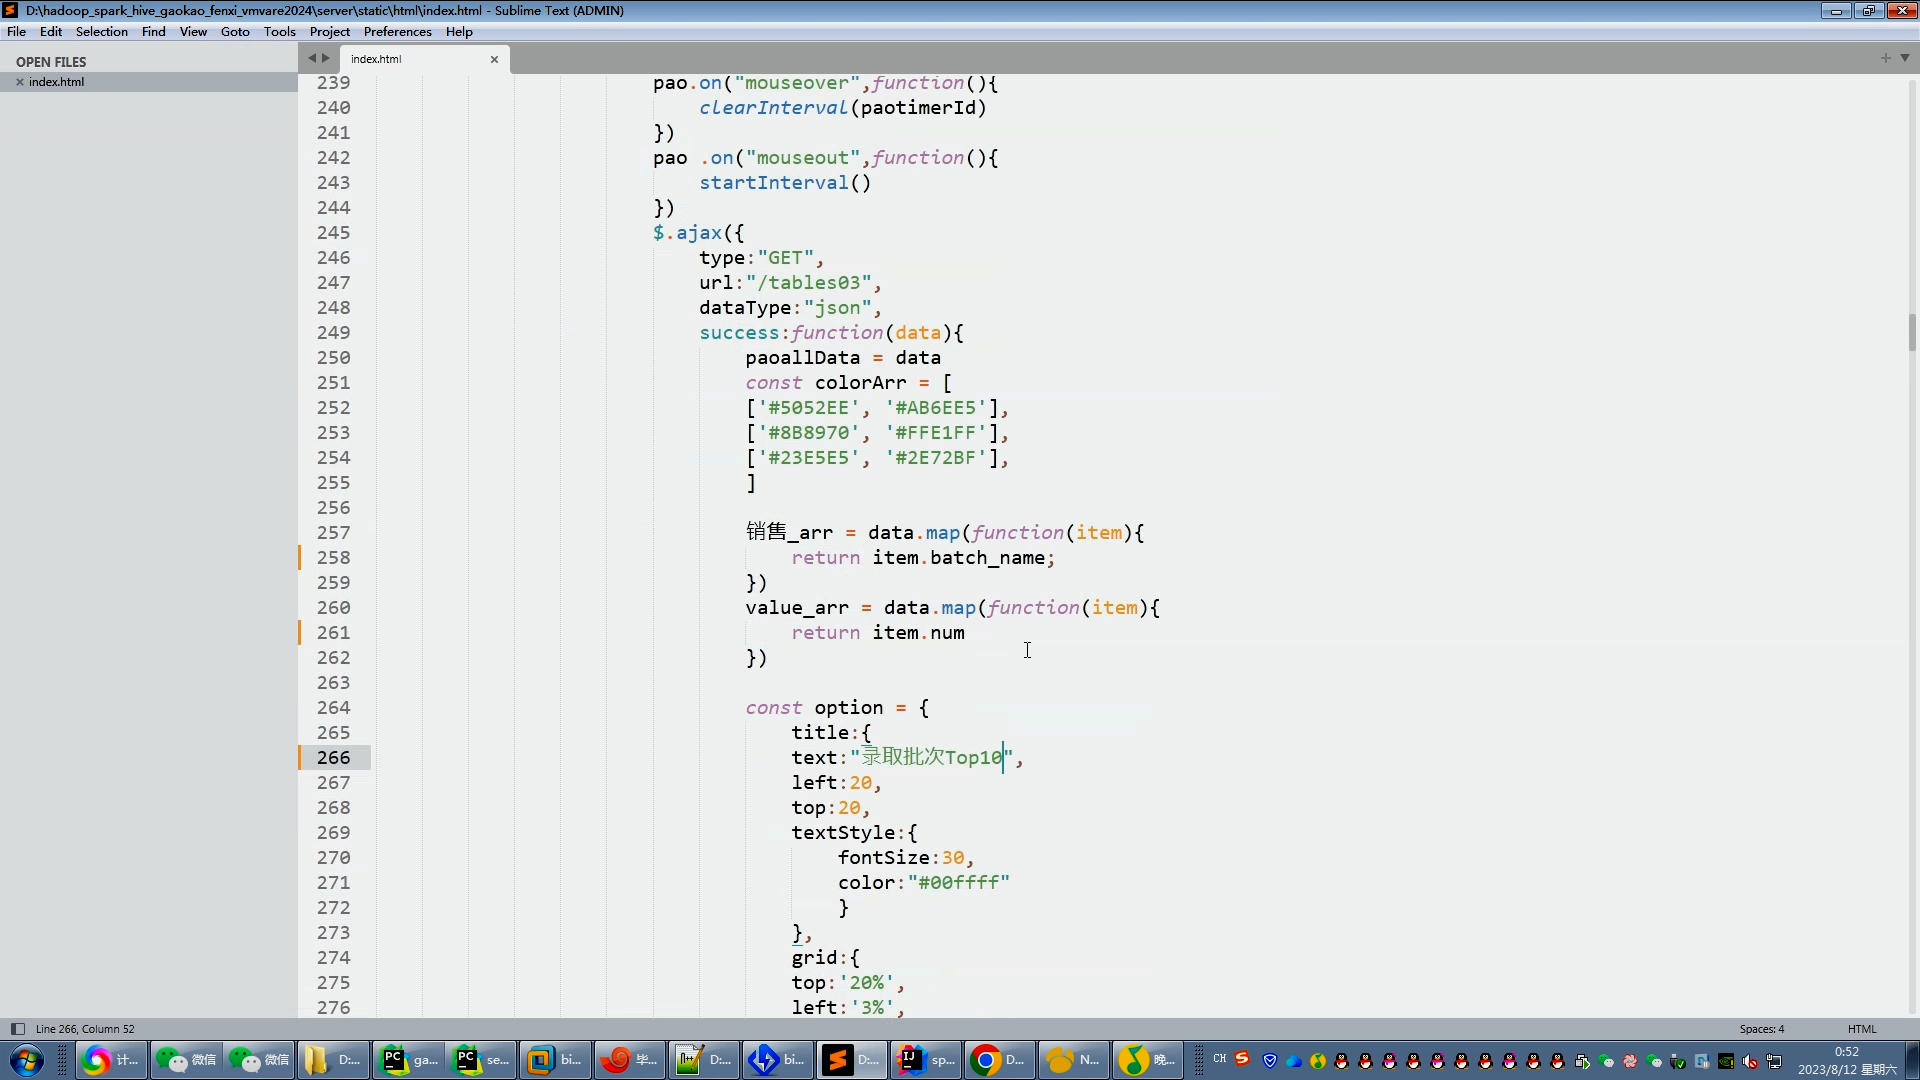 D:\hadoop_spark_hive_gaokao_fenxi_vmvare2024\server\static\html\index.html - Sublime Text (ADMIN)
File Edit Selection Find View Goto Tools Project Preferences Help
OPEN FILES
index.html
index.html
239 pao.on("mouseover",function(){
240 clearInterval(paotimerId)
241 })
242 pao .on("mouseout",function(){
243 startInterval()
244 })
245 $.ajax({
246 type:"GET",
247 url:"/tables03",
248 dataType:"json",
249 success:function(data){
250 paoallData = data
251 const colorArr = [
252 ['#5052EE', '#AB6EE5'],
253 ['#8B8970', '#FFE1FF'],
254 ['#23E5E5', '#2E72BF'],
255 ]
256
257 销售_arr = data.map(function(item){
258 return item.batch_name;
259 })
260 value_arr = data.map(function(item){
261 return item.num
262 })
263
264 const option = {
265 title:{
266 text:"录取批次Top10",
267 left:20,
268 top:20,
269 textStyle:{
270 fontSize:30,
271 color:"#00ffff"
272 }
273 },
274 grid:{
275 top:'20%',
276 left:'3%',
Line 266, Column 52
Spaces: 4
HTML
计... 微信 微信 D:... ga... se... bi... 毕... D:... bi... D:... sp... D... N... 晚... CH
0:52
2023/8/12 星期六